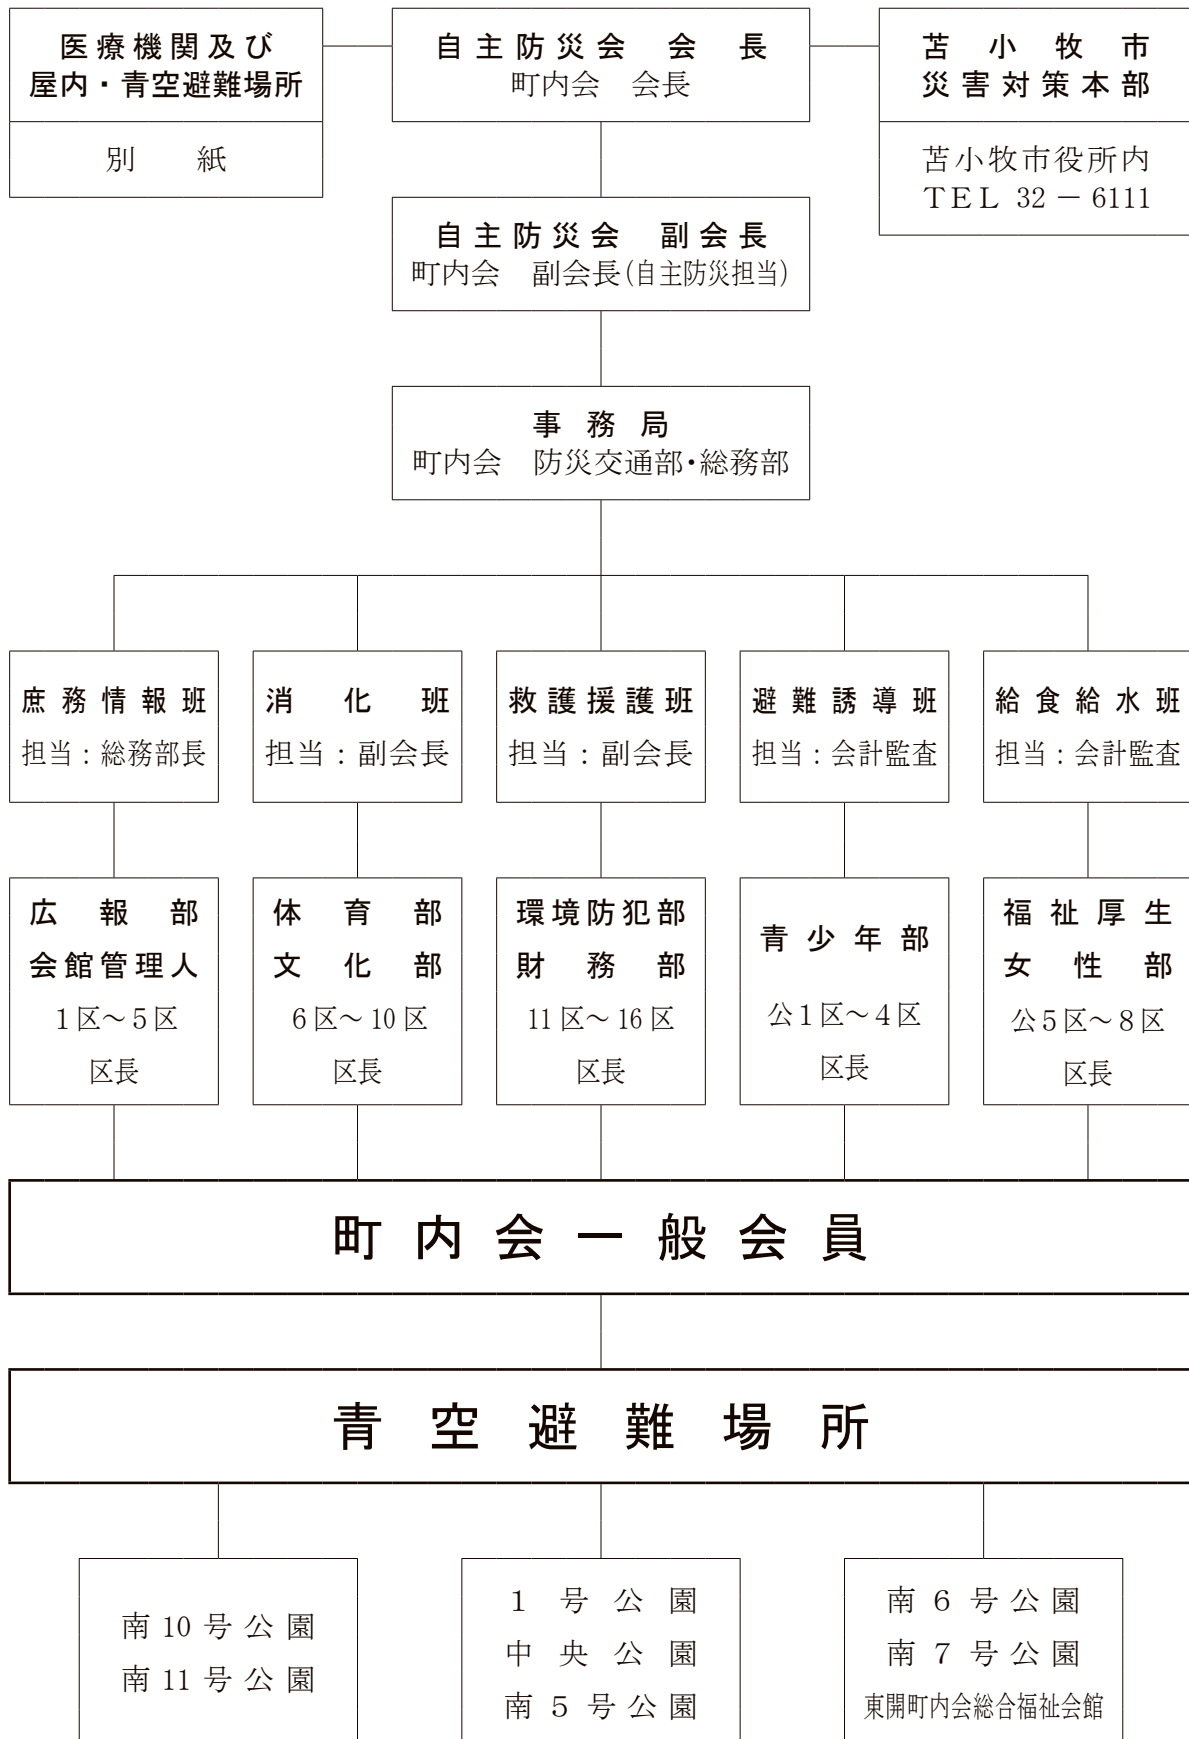 医療機関及び
屋内・青空避難場所
別　紙
自主防災会　会　長
町内会　会長
苫小牧市
災害対策本部
苫小牧市役所内
ＴＥＬ 32 － 6111
自主防災会　副会長
町内会　副会長(自主防災担当)
事務局
町内会　防災交通部・総務部
庶務情報班
担当：総務部長
消化班
担当：副会長
救護援護班
担当：副会長
避難誘導班
担当：会計監査
給食給水班
担当：会計監査
広報部
会館管理人
1区～5区
区長
体育部
文化部
6区～10区
区長
環境防犯部
財務部
11区～16区
区長
青少年部
公1区～4区
区長
福祉厚生
女性部
公5区～8区
区長
町内会一般会員
青空避難場所
南10号公園
南11号公園
1号公園
中央公園
南5号公園
南6号公園
南7号公園
東開町内会総合福祉会館